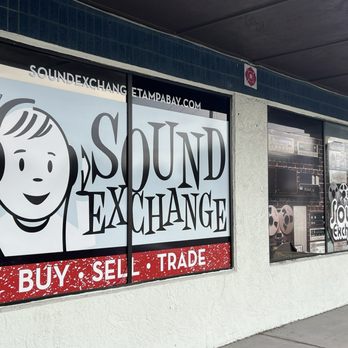 SOUNDEXCHANGETAMPABAY.COM
SOUND
EXCHANGE
BUY • SELL • TRADE